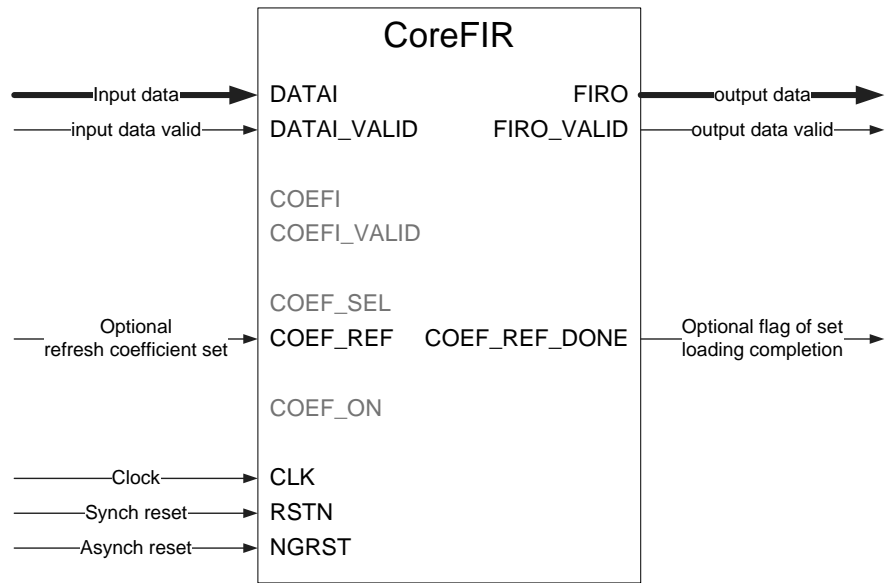 CoreFIR
Input data DATAI FIRO output data
input data valid DATAI_VALID FIRO_VALID output data valid
COEFI
COEFI_VALID
COEF_SEL
Optional
refresh coefficient set COEF_REF COEF_REF_DONE Optional flag of set
loading completion
COEF_ON
Clock CLK
Synch reset RSTN
Asynch reset NGRST